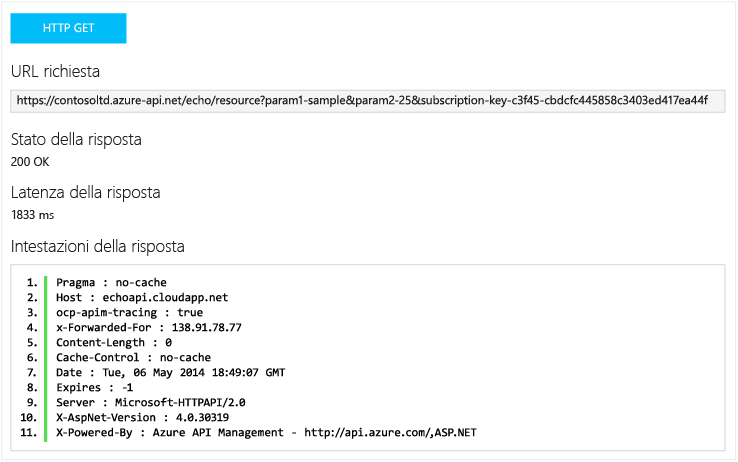 HTTP GET
URL richiesta
https://contosoltd.azure-api.net/echo/resource?param1-sample&param2-25&subscription-key-c3f45-cbdcfc445858c3403ed417ea44f
Stato della risposta
200 OK
Latenza della risposta
1833 ms
Intestazioni della risposta
1. Pragma : no-cache
2. Host : echoapi.cloudapp.net
3. ocp-apim-tracing : true
4. x-Forwarded-For : 138.91.78.77
5. Content-Length : 0
6. Cache-Control : no-cache
7. Date : Tue, 06 May 2014 18:49:07 GMT
8. Expires : -1
9. Server : Microsoft-HTTPAPI/2.0
10. X-AspNet-Version : 4.0.30319
11. X-Powered-By : Azure API Management - http://api.azure.com/,ASP.NET